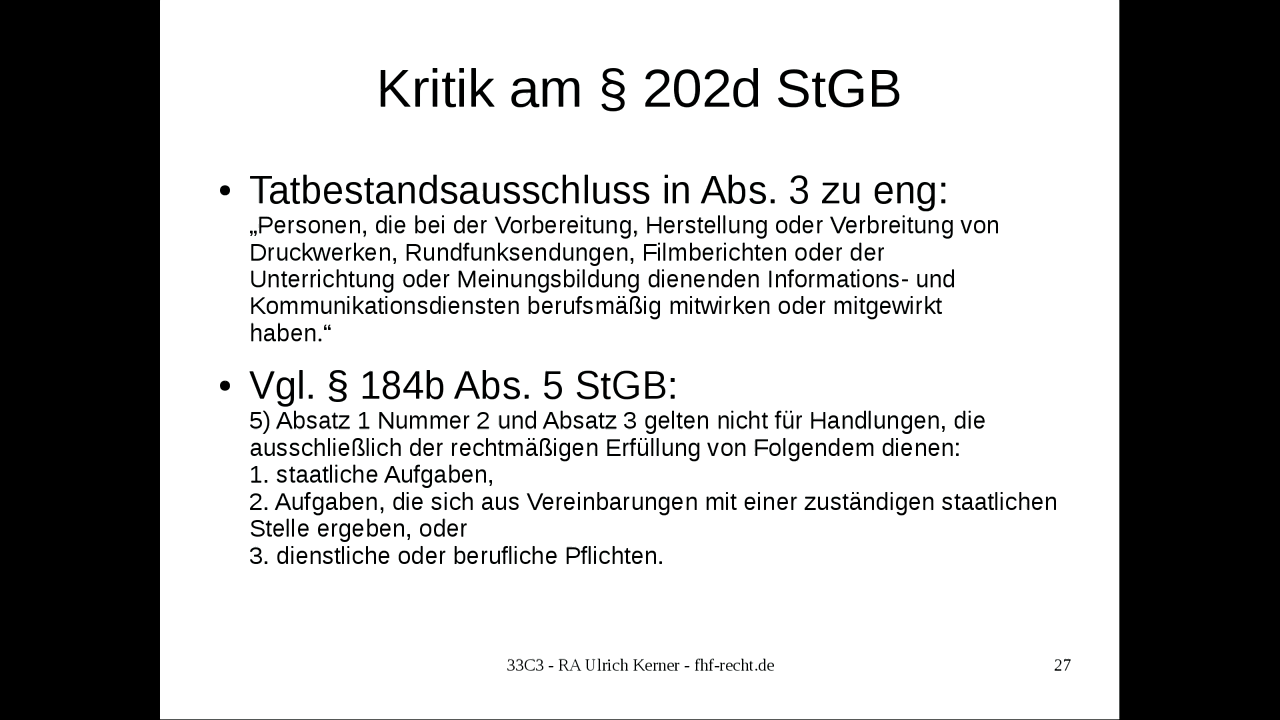 Kritik am § 202d StGB
• Tatbestandsausschluss in Abs. 3 zu eng:
„Personen, die bei der Vorbereitung, Herstellung oder Verbreitung von
Druckwerken, Rundfunksendungen, Filmberichten oder der
Unterrichtung oder Meinungsbildung dienenden Informations- und
Kommunikationsdiensten berufsmäßig mitwirken oder mitgewirkt
haben.“
• Vgl. § 184b Abs. 5 StGB:
5) Absatz 1 Nummer 2 und Absatz 3 gelten nicht für Handlungen, die
ausschließlich der rechtmäßigen Erfüllung von Folgendem dienen:
1. staatliche Aufgaben,
2. Aufgaben, die sich aus Vereinbarungen mit einer zuständigen staatlichen
Stelle ergeben, oder
3. dienstliche oder berufliche Pflichten.
33C3 - RA Ulrich Kerner - fhf-recht.de
27